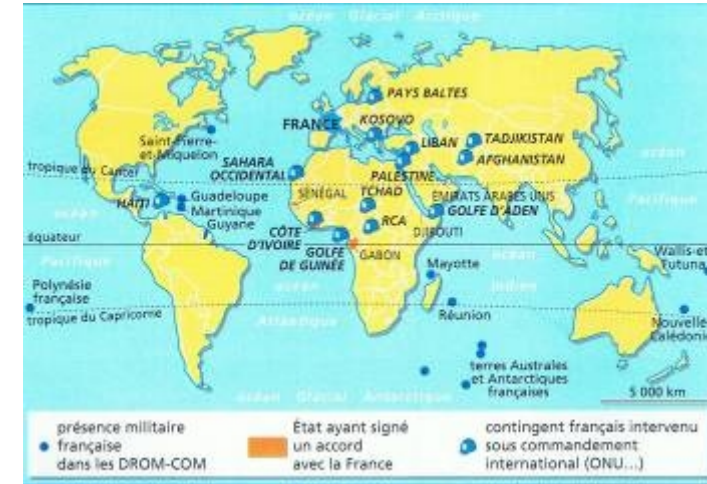 océan Glacial Arctique
PAYS BALTES
FRANCE
KOSOVO
Saint-Pierre-
et-Miquelon
LIBAN
TADJIKISTAN
AFGHANISTAN
océan
tropique du Cancer
SAHARA
OCCIDENTAL
PALESTINE
HAÏTI
Guadeloupe
Martinique
Guyane
SÉNÉGAL
TCHAD
ÉMIRATS ARABES UNIS
GOLFE D'ADEN
Pacifique
océan
RCA
DJIBOUTI
équateur
CÔTE
D'IVOIRE
GOLFE
DE GUINÉE
GABON
océan
Wallis-et
Futuna
Pacifique
Mayotte
Polynésie
française
océan
Indien
tropique du Capricorne
Atlantique
Réunion
Nouvelle
Calédonie
terres Australes
et Antarctiques
françaises
océan Glacial Antarctique
5 000 km
présence militaire
française
dans les DROM-COM
État ayant signé
un accord
avec la France
contingent français intervenu
sous commandement
international (ONU...)